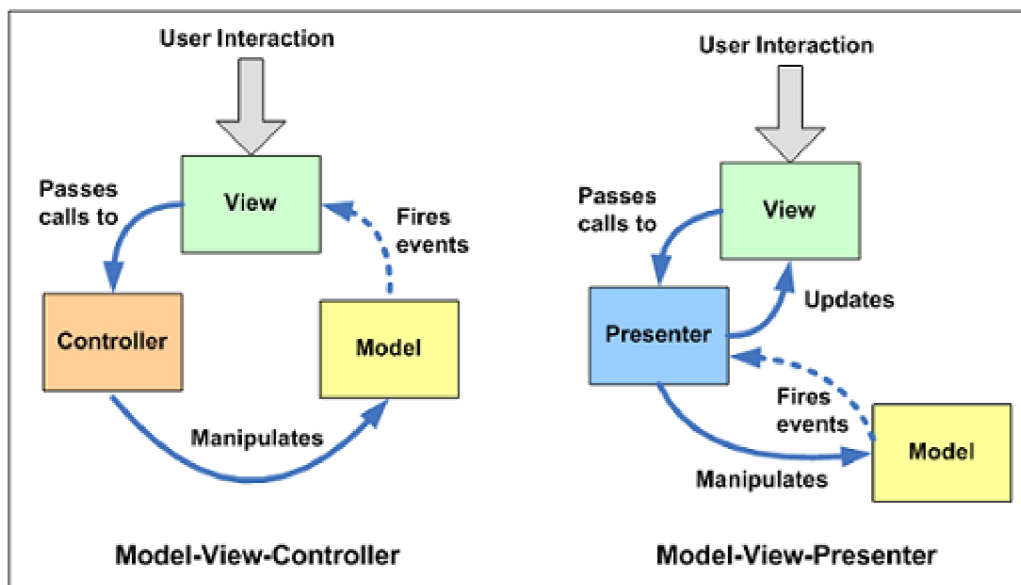 User Interaction
View
Passes
calls to
Fires
events
Controller
Model
Manipulates
Model-View-Controller
User Interaction
View
Passes
calls to
Updates
Presenter
Fires
events
Model
Manipulates
Model-View-Presenter